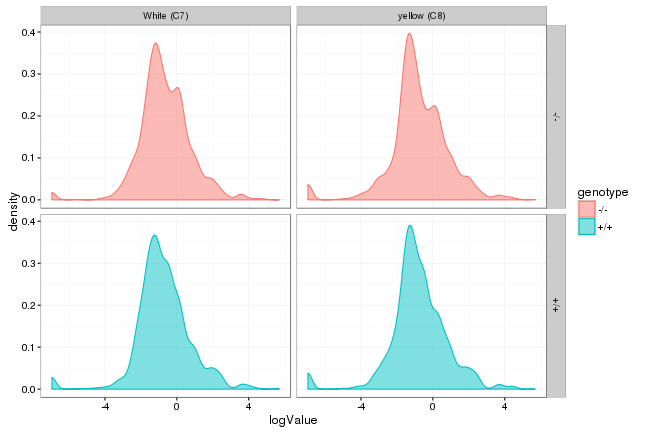 White (C7) yellow (C8)
0.4
0.3
0.2
0.1
0.0
-/-
density
genotype
-/-
+/+
0.4
0.3
0.2
0.1
0.0
+/+
-4 0 4 -4 0 4
logValue